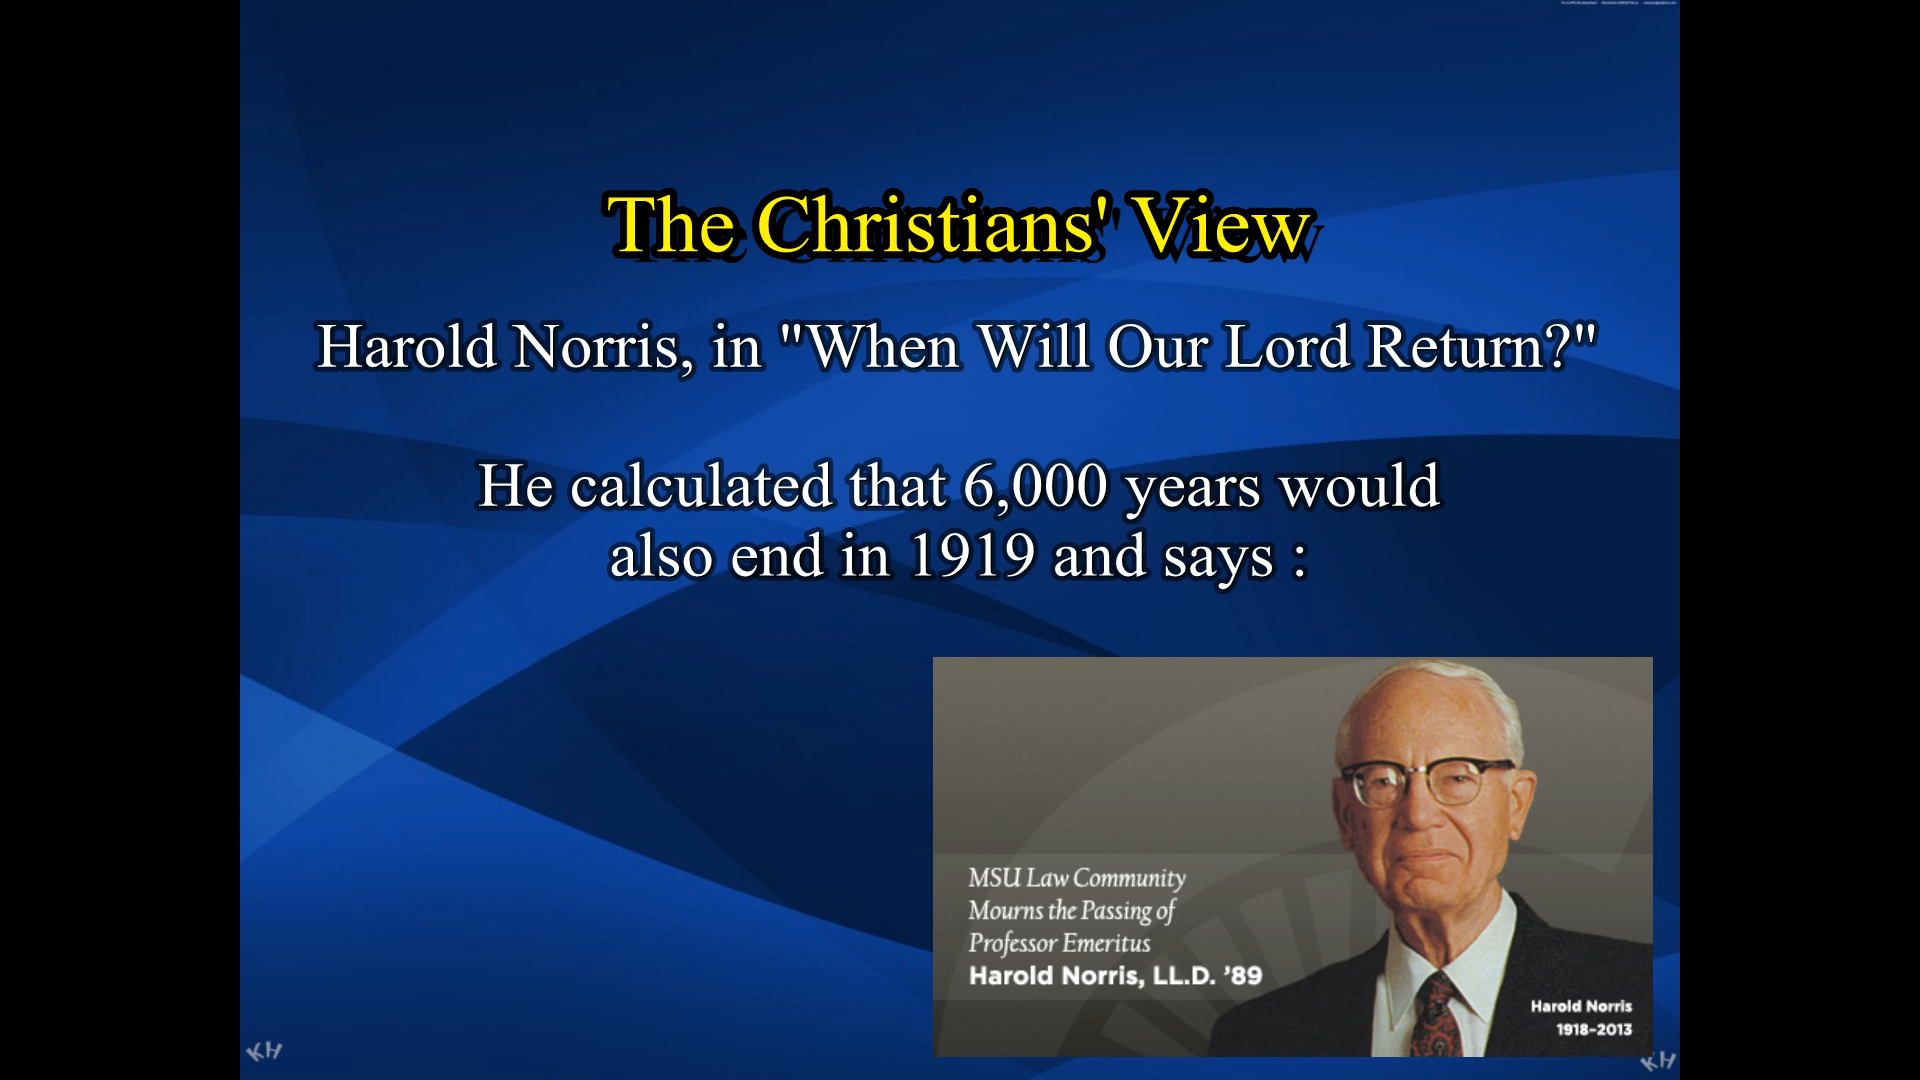 The Christians' View
Harold Norris, in "When Will Our Lord Return?"
He calculated that 6,000 years would
also end in 1919 and says :
MSU Law Community
Mourns the Passing of
Professor Emeritus
Harold Norris, LL.D. ’89
Harold Norris
1918-2013
KH
KH